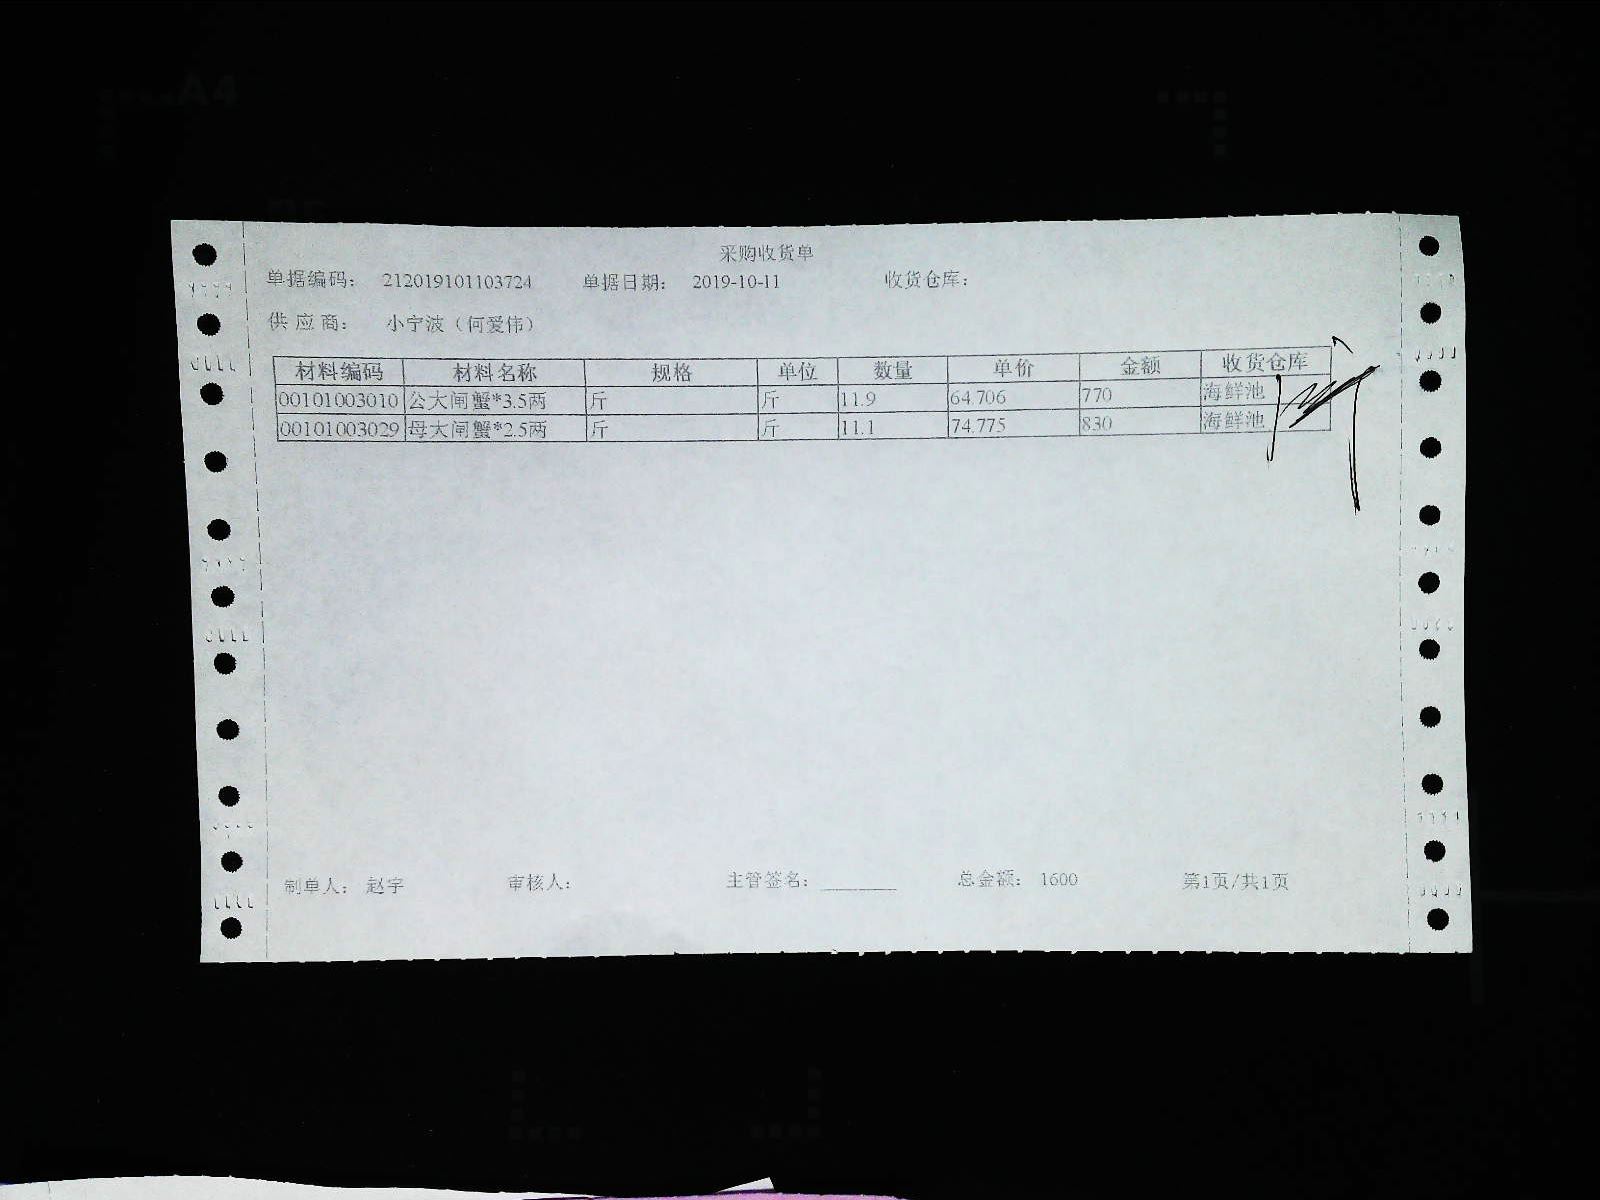 采购收货单
单据编码： 212019101103724 单据日期： 2019-10-11 收货仓库：
供 应 商： 小宁波（何爱伟）
材料编码 材料名称 规格 单位 数量 单价 金额 收货仓库
00101003010 公大闸蟹*3.5两 斤 斤 11.9 64.706 770 海鲜池
00101003029 母大闸蟹*2.5两 斤 斤 11.1 74.775 830 海鲜池
制单人： 赵宇 审核人： 主管签名： 总金额： 1600 第1页/共1页